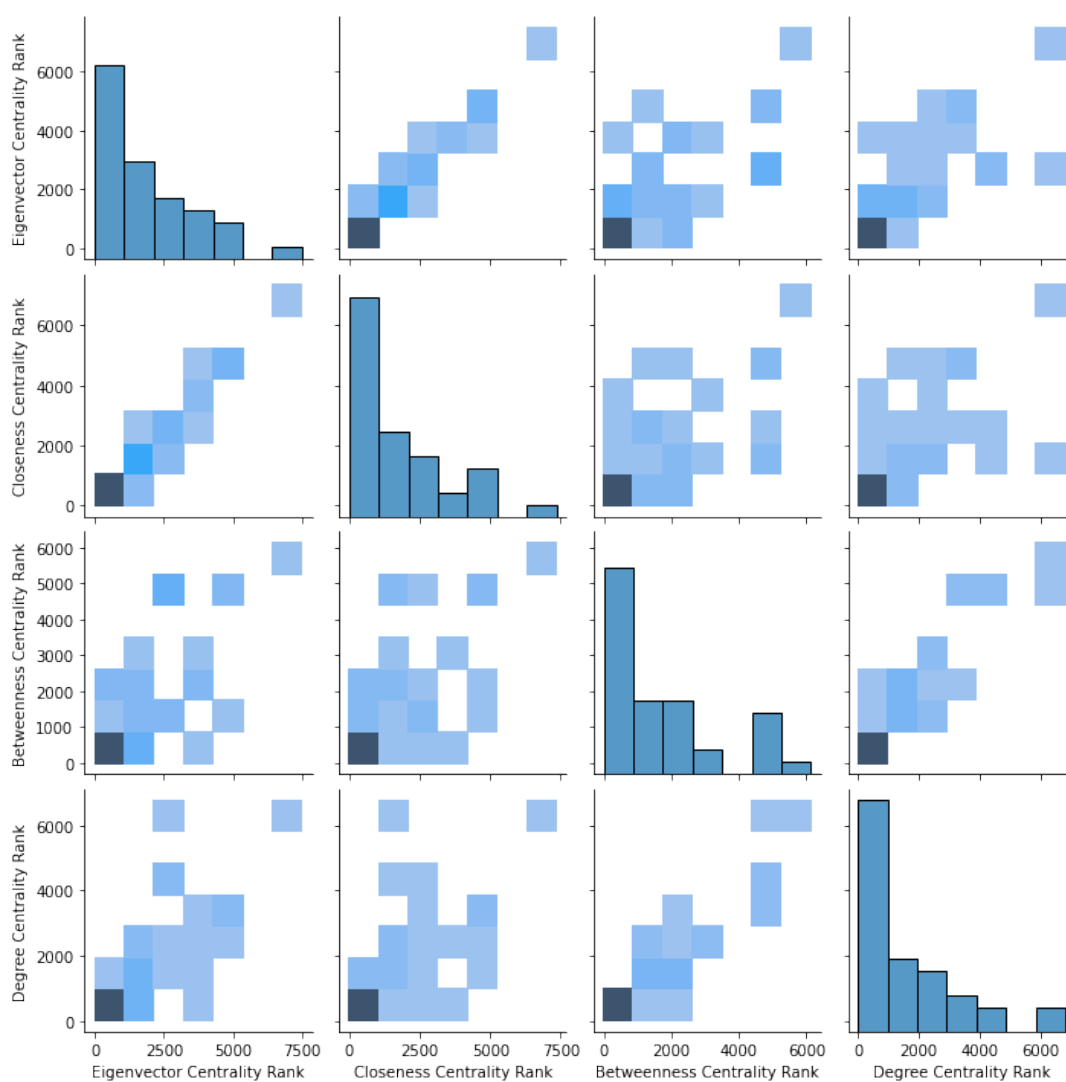 Eigenvector Centrality Rank
6000
4000
2000
0
Closeness Centrality Rank
6000
4000
2000
0
Betweenness Centrality Rank
6000
5000
4000
3000
2000
1000
0
Degree Centrality Rank
6000
4000
2000
0
0 2500 5000 7500
0 2500 5000 7500
0 2000 4000 6000
0 2000 4000 6000
Eigenvector Centrality Rank
Closeness Centrality Rank
Betweenness Centrality Rank
Degree Centrality Rank